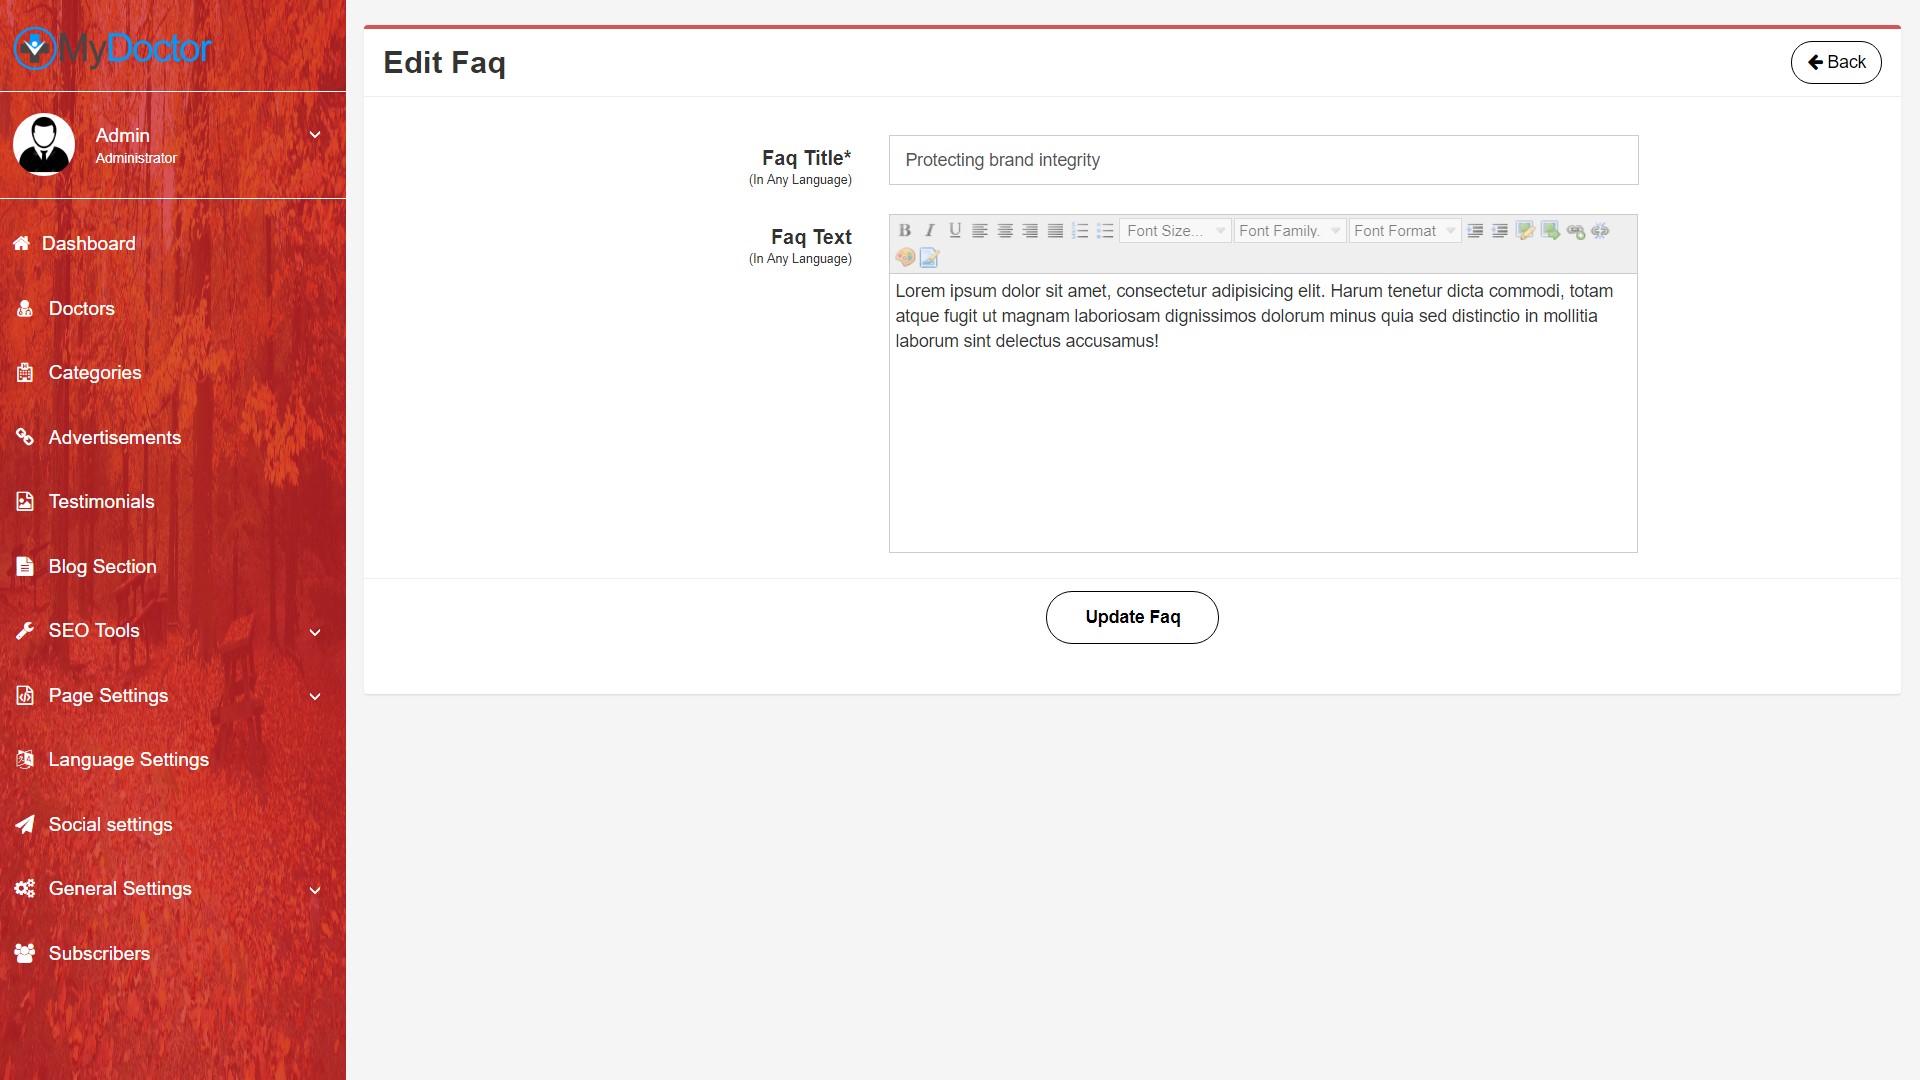 MyDoctor
Admin
Administrator
Dashboard
Doctors
Categories
Advertisements
Testimonials
Blog Section
SEO Tools
Page Settings
Language Settings
Social settings
General Settings
Subscribers
Edit Faq
Back
Faq Title*
(In Any Language)
Protecting brand integrity
Faq Text
(In Any Language)
B I U Font Size... Font Family. Font Format
Lorem ipsum dolor sit amet, consectetur adipisicing elit. Harum tenetur dicta commodi, totam
atque fugit ut magnam laboriosam dignissimos dolorum minus quia sed distinctio in mollitia
laborum sint delectus accusamus!
Update Faq